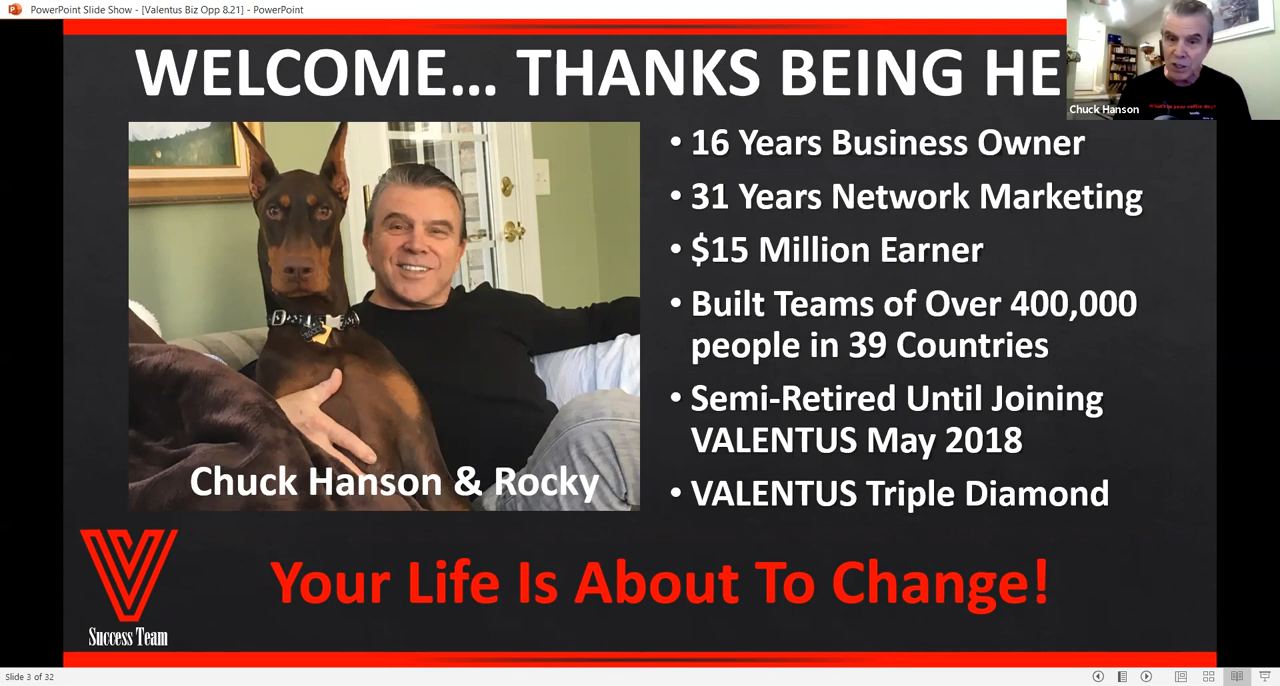 PowerPoint Slide Show - [Valentus Biz Opp 8.21] - PowerPoint
WELCOME... THANKS BEING HE
Chuck Hanson
• 16 Years Business Owner
• 31 Years Network Marketing
• $15 Million Earner
• Built Teams of Over 400,000
people in 39 Countries
• Semi-Retired Until Joining
VALENTUS May 2018
• VALENTUS Triple Diamond
Chuck Hanson & Rocky
Your Life Is About To Change!
V
Success Team
Slide 3 of 32